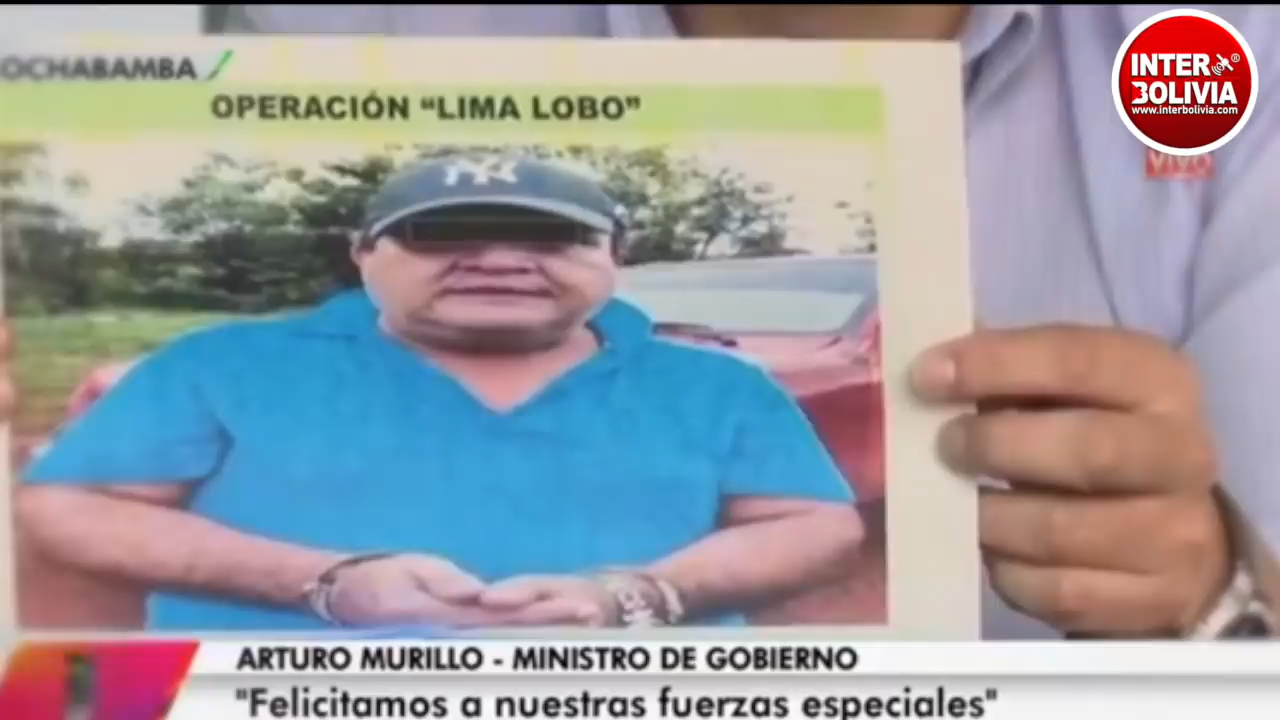 OCHABAMBA
OPERACIÓN “LIMA LOBO”
NY
INTER
BOLIVIA
www.interbolivia.com
VIVO
ARTURO MURILLO - MINISTRO DE GOBIERNO
"Felicitamos a nuestras fuerzas especiales"